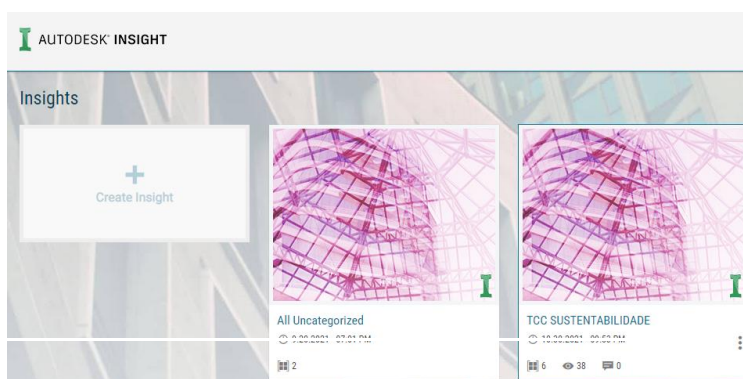 AUTODESK® INSIGHT
Insights
Create Insight
All Uncategorized
2
TCC SUSTENTABILIDADE
6 38 0